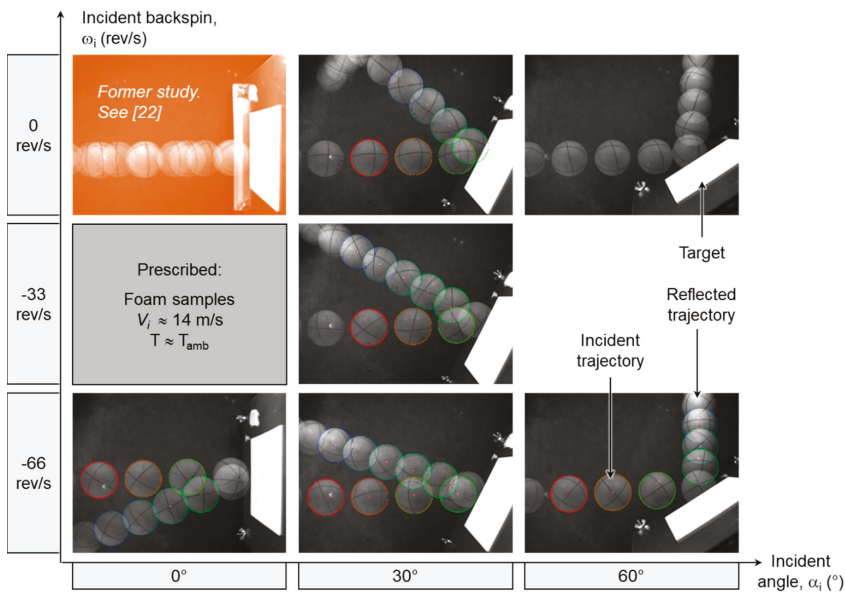 Incident backspin,
ωi (rev/s)
0
rev/s
Former study.
See [22]
Target
-33
rev/s
Prescribed:
Foam samples
Vi ≈ 14 m/s
T ≈ Tamb
Reflected
trajectory
Incident
trajectory
-66
rev/s
0°
30°
60°
Incident
angle, αi (°)